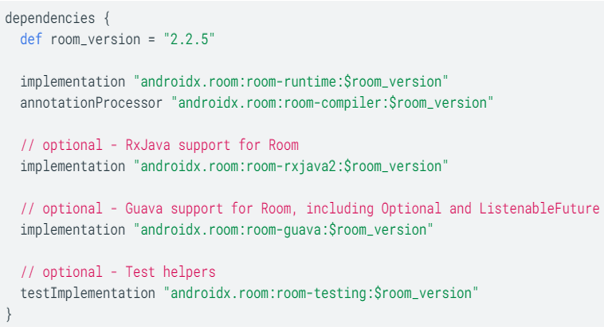 dependencies {
def room_version = "2.2.5"
implementation "androidx.room:room-runtime:$room_version"
annotationProcessor "androidx.room:room-compiler:$room_version"
// optional - RxJava support for Room
implementation "androidx.room:room-rxjava2:$room_version"
// optional - Guava support for Room, including Optional and ListenableFuture
implementation "androidx.room:room-guava:$room_version"
// optional - Test helpers
testImplementation "androidx.room:room-testing:$room_version"
}